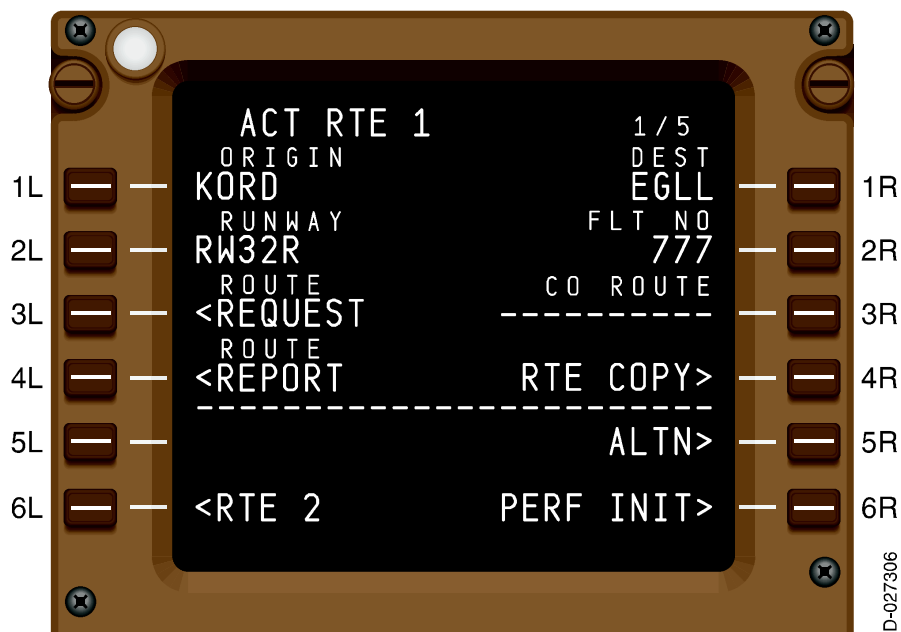 ACT RTE 1 1/5
ORIGIN DEST
1L KORD EGLL 1R
RUNWAY FLT NO
2L RW32R 777 2R
ROUTE CO ROUTE
3L <REQUEST ---------- 3R
ROUTE
4L <REPORT RTE COPY> 4R
------------------------
5L ALTN> 5R
6L <RTE 2 PERF INIT> 6R
D-027306